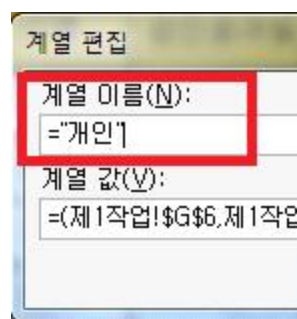 계열 편집
계열 이름(N):
="개인"
계열 값(V):
=(제1작업!$G$6,제1작업